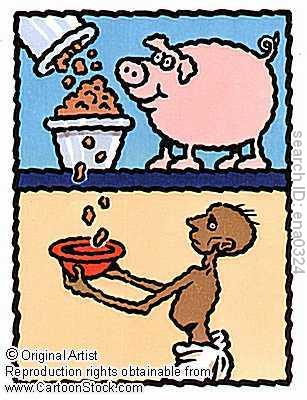 search ID: ena0324
© Original Artist
Reproduction rights obtainable from
www.CartoonStock.com